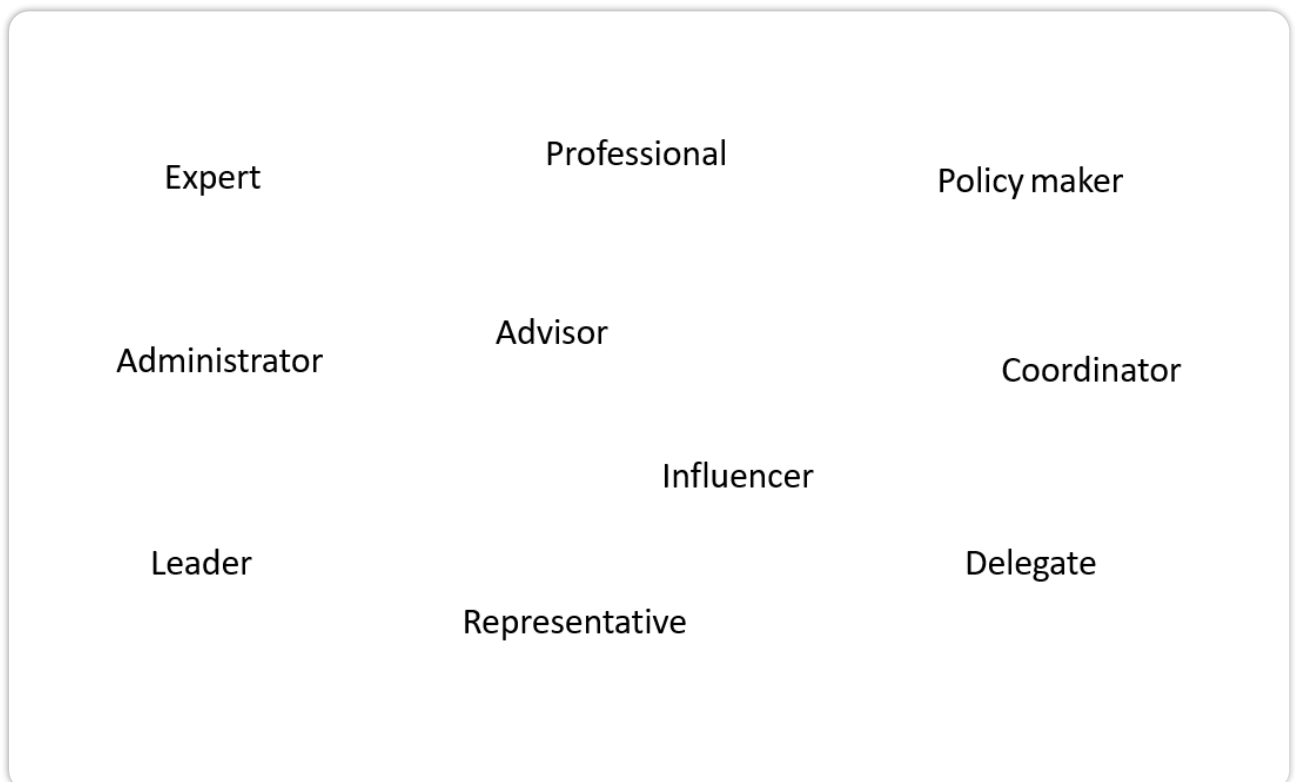 Professional
Expert
Policy maker
Advisor
Administrator
Coordinator
Influencer
Leader
Delegate
Representative